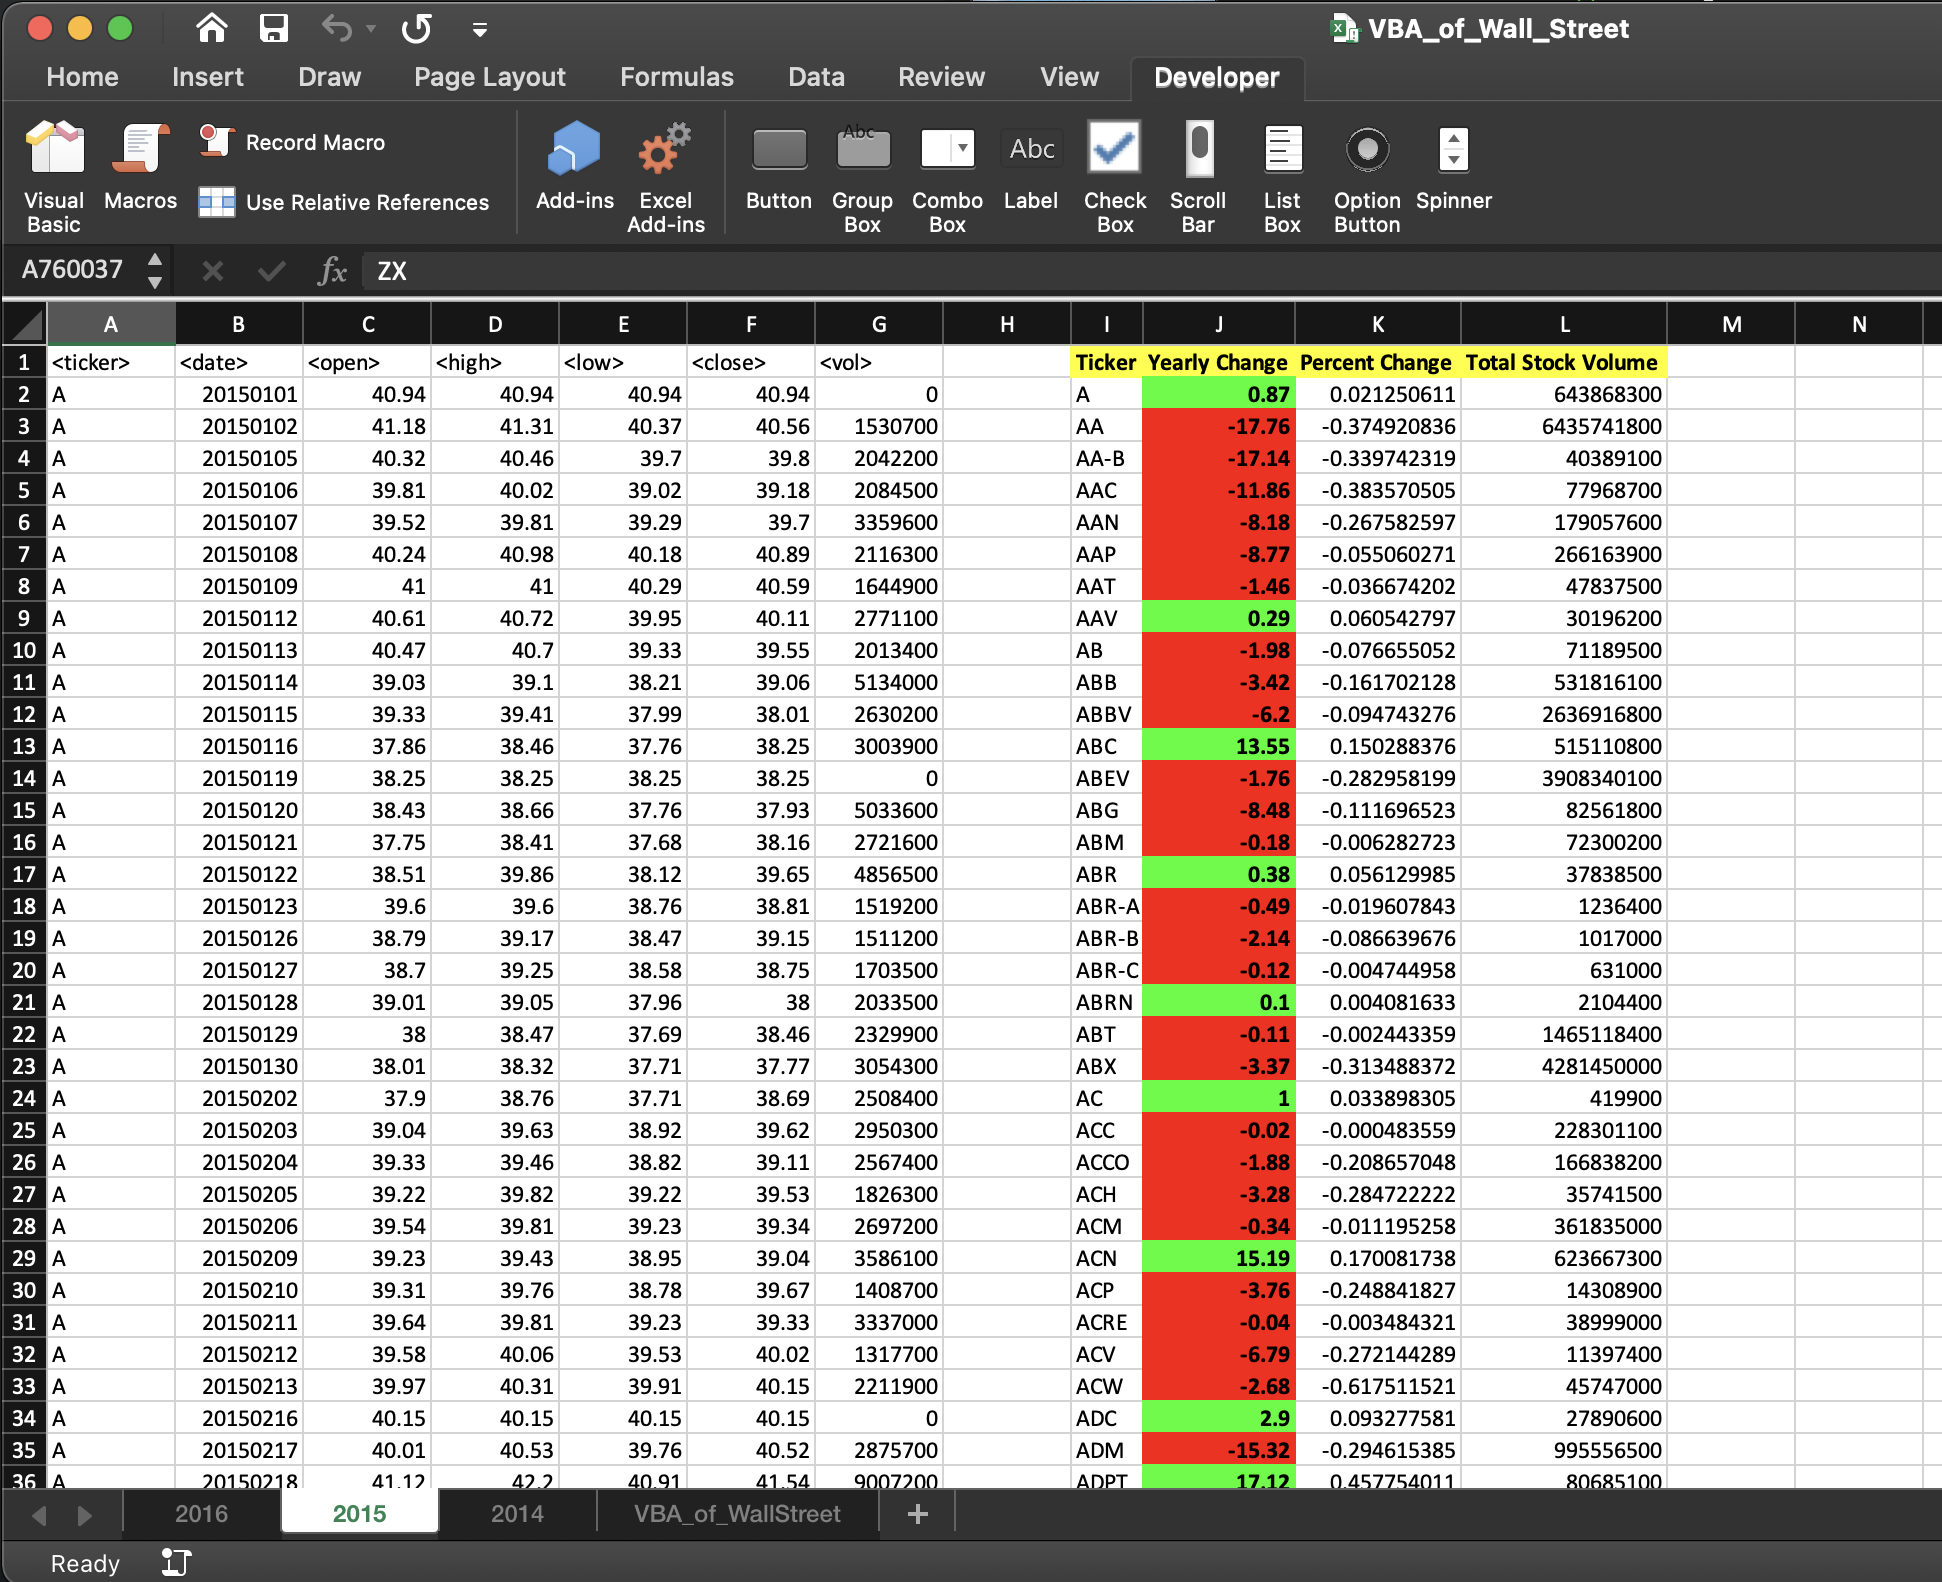 VBA_of_Wall_Street
Home Insert Draw Page Layout Formulas Data Review View Developer
Visual Basic Macros Record Macro Use Relative References Add-ins Excel Add-ins Button Group Box Combo Box Label Check Box Scroll Bar List Box Option Button Spinner
Abc Abc
A760037 fx ZX
A B C D E F G H I J K L M N
1 <ticker> <date> <open> <high> <low> <close> <vol> Ticker Yearly Change Percent Change Total Stock Volume
2 A 20150101 40.94 40.94 40.94 40.94 0 A 0.87 0.021250611 643868300
3 A 20150102 41.18 41.31 40.37 40.56 1530700 AA -17.76 -0.374920836 6435741800
4 A 20150105 40.32 40.46 39.7 39.8 2042200 AA-B -17.14 -0.339742319 40389100
5 A 20150106 39.81 40.02 39.02 39.18 2084500 AAC -11.86 -0.383570505 77968700
6 A 20150107 39.52 39.81 39.29 39.7 3359600 AAN -8.18 -0.267582597 179057600
7 A 20150108 40.24 40.98 40.18 40.89 2116300 AAP -8.77 -0.055060271 266163900
8 A 20150109 41 41 40.29 40.59 1644900 AAT -1.46 -0.036674202 47837500
9 A 20150112 40.61 40.72 39.95 40.11 2771100 AAV 0.29 0.060542797 30196200
10 A 20150113 40.47 40.7 39.33 39.55 2013400 AB -1.98 -0.076655052 71189500
11 A 20150114 39.03 39.1 38.21 39.06 5134000 ABB -3.42 -0.161702128 531816100
12 A 20150115 39.33 39.41 37.99 38.01 2630200 ABBV -6.2 -0.094743276 2636916800
13 A 20150116 37.86 38.46 37.76 38.25 3003900 ABC 13.55 0.150288376 515110800
14 A 20150119 38.25 38.25 38.25 38.25 0 ABEV -1.76 -0.282958199 3908340100
15 A 20150120 38.43 38.66 37.76 37.93 5033600 ABG -8.48 -0.111696523 82561800
16 A 20150121 37.75 38.41 37.68 38.16 2721600 ABM -0.18 -0.006282723 72300200
17 A 20150122 38.51 39.86 38.12 39.65 4856500 ABR 0.38 0.056129985 37838500
18 A 20150123 39.6 39.6 38.76 38.81 1519200 ABR-A -0.49 -0.019607843 1236400
19 A 20150126 38.79 39.17 38.47 39.15 1511200 ABR-B -2.14 -0.086639676 1017000
20 A 20150127 38.7 39.25 38.58 38.75 1703500 ABR-C -0.12 -0.004744958 631000
21 A 20150128 39.01 39.05 37.96 38 2033500 ABRN 0.1 0.004081633 2104400
22 A 20150129 38 38.47 37.69 38.46 2329900 ABT -0.11 -0.002443359 1465118400
23 A 20150130 38.01 38.32 37.71 37.77 3054300 ABX -3.37 -0.313488372 4281450000
24 A 20150202 37.9 38.76 37.71 38.69 2508400 AC 1 0.033898305 419900
25 A 20150203 39.04 39.63 38.92 39.62 2950300 ACC -0.02 -0.000483559 228301100
26 A 20150204 39.33 39.46 38.82 39.11 2567400 ACCO -1.88 -0.208657048 166838200
27 A 20150205 39.22 39.82 39.22 39.53 1826300 ACH -3.28 -0.284722222 35741500
28 A 20150206 39.54 39.81 39.23 39.34 2697200 ACM -0.34 -0.011195258 361835000
29 A 20150209 39.23 39.43 38.95 39.04 3586100 ACN 15.19 0.170081738 623667300
30 A 20150210 39.31 39.76 38.78 39.67 1408700 ACP -3.76 -0.248841827 14308900
31 A 20150211 39.64 39.81 39.23 39.33 3337000 ACRE -0.04 -0.003484321 38999000
32 A 20150212 39.58 40.06 39.53 40.02 1317700 ACV -6.79 -0.272144289 11397400
33 A 20150213 39.97 40.31 39.91 40.15 2211900 ACW -2.68 -0.617511521 45747000
34 A 20150216 40.15 40.15 40.15 40.15 0 ADC 2.9 0.093277581 27890600
35 A 20150217 40.01 40.53 39.76 40.52 2875700 ADM -15.32 -0.294615385 995556500
36 A 20150218 41.12 42.2 40.91 41.54 9007200 ADPT 17.12 0.457754011 80685100
2016 2015 2014 VBA_of_WallStreet +
Ready